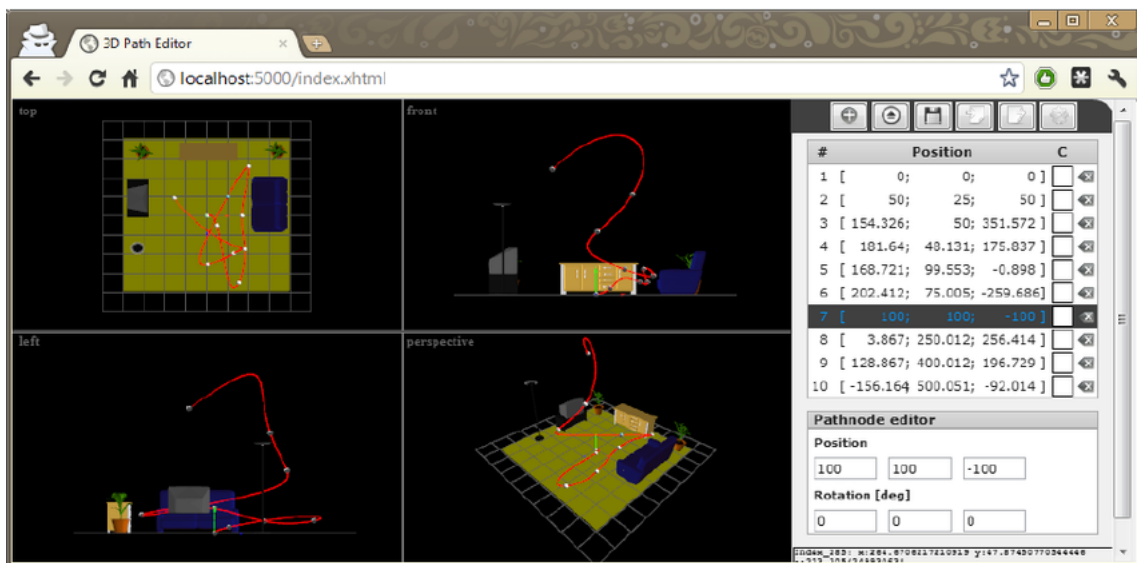 3D Path Editor
localhost:5000/index.xhtml
top
front
left
perspective
# Position C
1 [ 0; 0; 0 ]
2 [ 50; 25; 50 ]
3 [ 154.326; 50; 351.572 ]
4 [ 181.64; 48.131; 175.837 ]
5 [ 168.721; 99.553; -0.898 ]
6 [ 202.412; 75.005; -259.686]
7 [ 100; 100; -100 ]
8 [ 3.867; 250.012; 256.414 ]
9 [ 128.867; 400.012; 196.729 ]
10 [ -156.164 500.051; -92.014 ]
Pathnode editor
Position
100 100 -100
Rotation [deg]
0 0 0